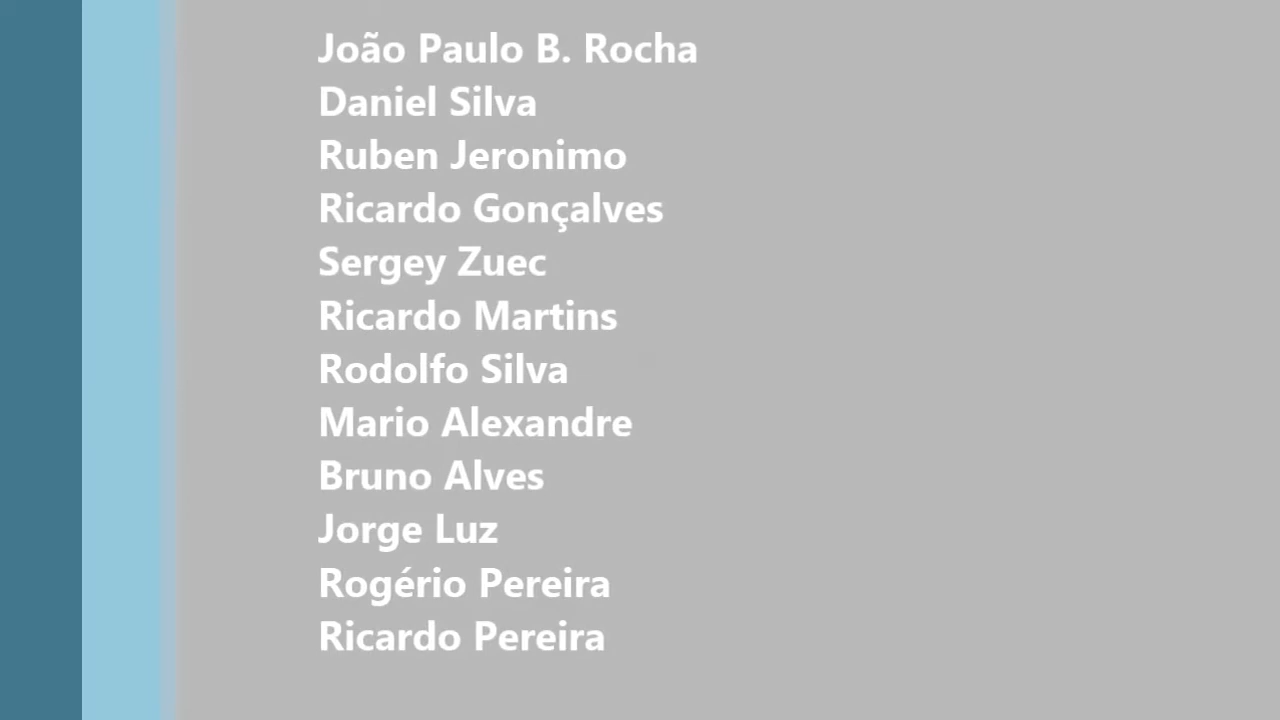 João Paulo B. Rocha
Daniel Silva
Ruben Jeronimo
Ricardo Gonçalves
Sergey Zuec
Ricardo Martins
Rodolfo Silva
Mario Alexandre
Bruno Alves
Jorge Luz
Rogério Pereira
Ricardo Pereira